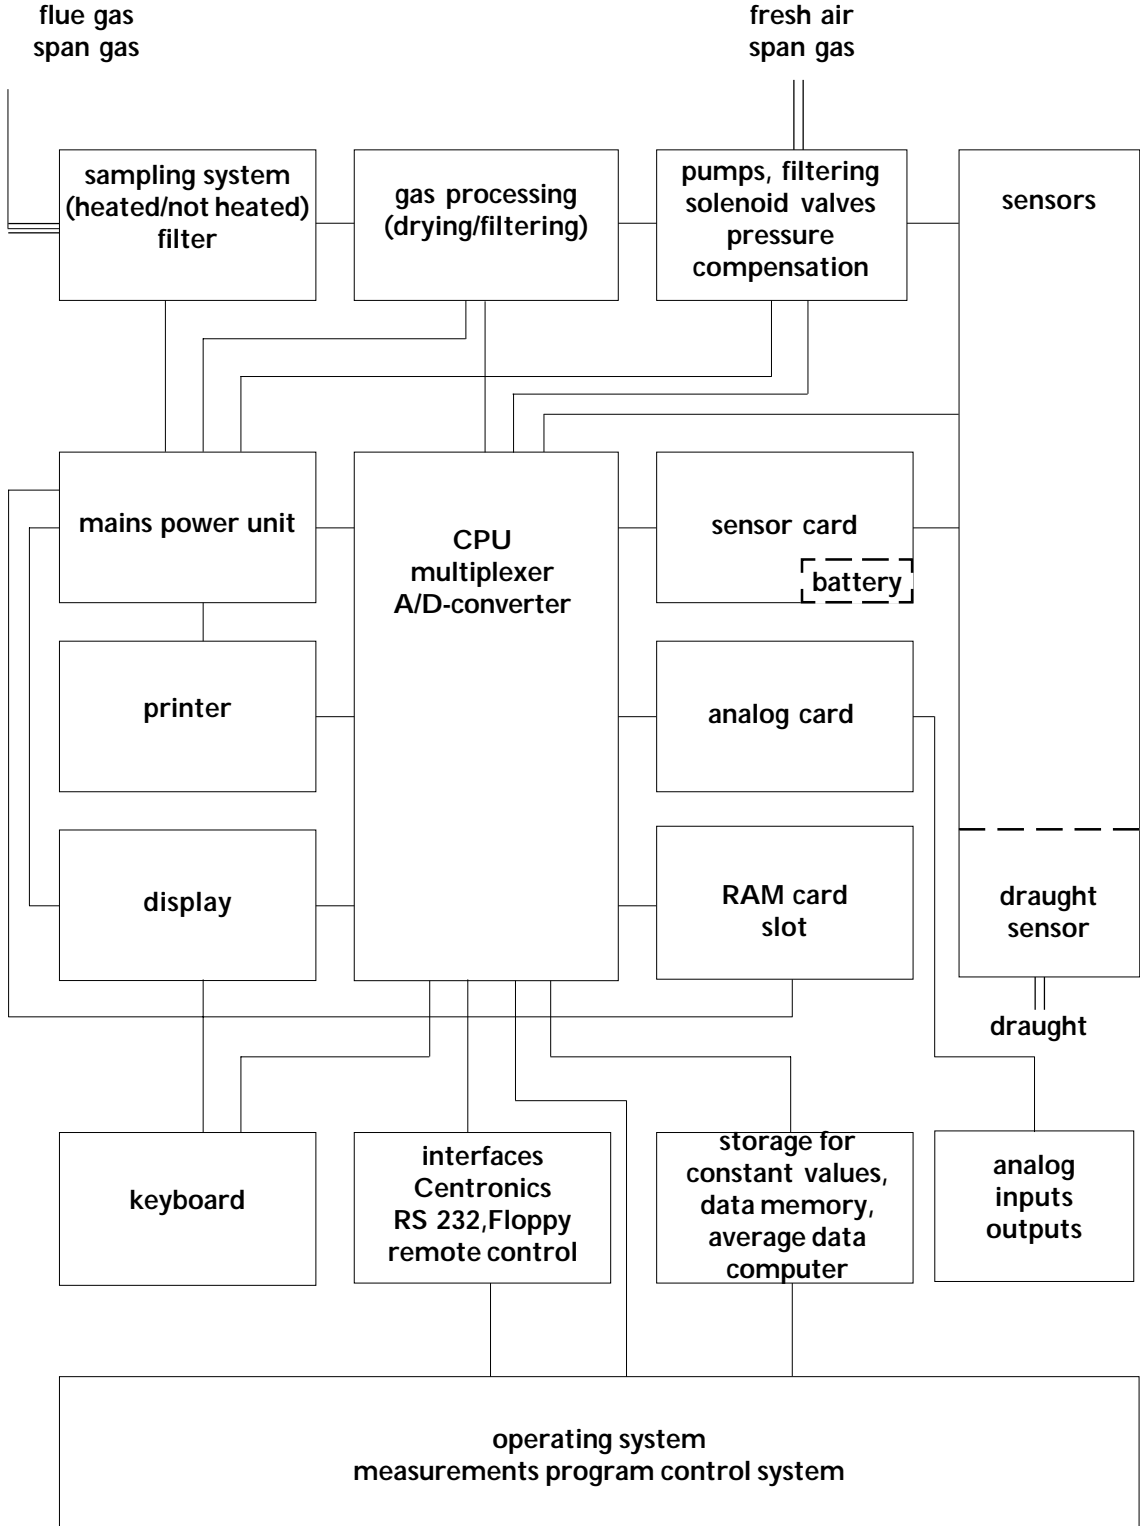 flue gas
span gas
fresh air
span gas
sampling system
(heated/not heated)
filter
gas processing
(drying/filtering)
pumps, filtering
solenoid valves
pressure
compensation
sensors
mains power unit
CPU
multiplexer
A/D-converter
sensor card
battery
printer
analog card
display
RAM card
slot
draught
sensor
draught
keyboard
interfaces
Centronics
RS 232,Floppy
remote control
storage for
constant values,
data memory,
average data
computer
analog
inputs
outputs
operating system
measurements program control system